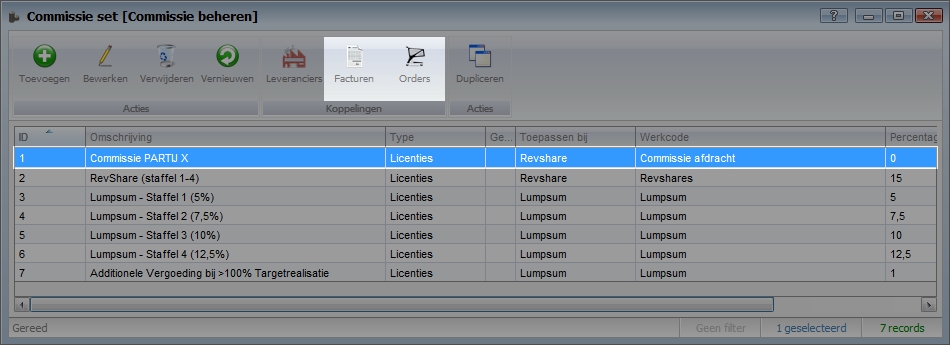 Commissie set [Commissie beheren]
Toevoegen Bewerken Verwijderen Vernieuwen Leveranciers Facturen Orders Dupliceren
Acties Koppelingen Acties
ID Omschrijving Type Ge... Toepassen bij Werkcode Percentag
1 Commissie PARTIJ X Licenties Revshare Commissie afdracht 0
2 RevShare (staffel 1-4) Licenties Revshare Revshares 15
3 Lumpsum - Staffel 1 (5%) Licenties Lumpsum Lumpsum 5
4 Lumpsum - Staffel 2 (7,5%) Licenties Lumpsum Lumpsum 7,5
5 Lumpsum - Staffel 3 (10%) Licenties Lumpsum Lumpsum 10
6 Lumpsum - Staffel 4 (12,5%) Licenties Lumpsum Lumpsum 12,5
7 Additionele Vergoeding bij >100% Targetrealisatie Licenties Lumpsum Lumpsum 1
Gereed Geen filter 1 geselecteerd 7 records